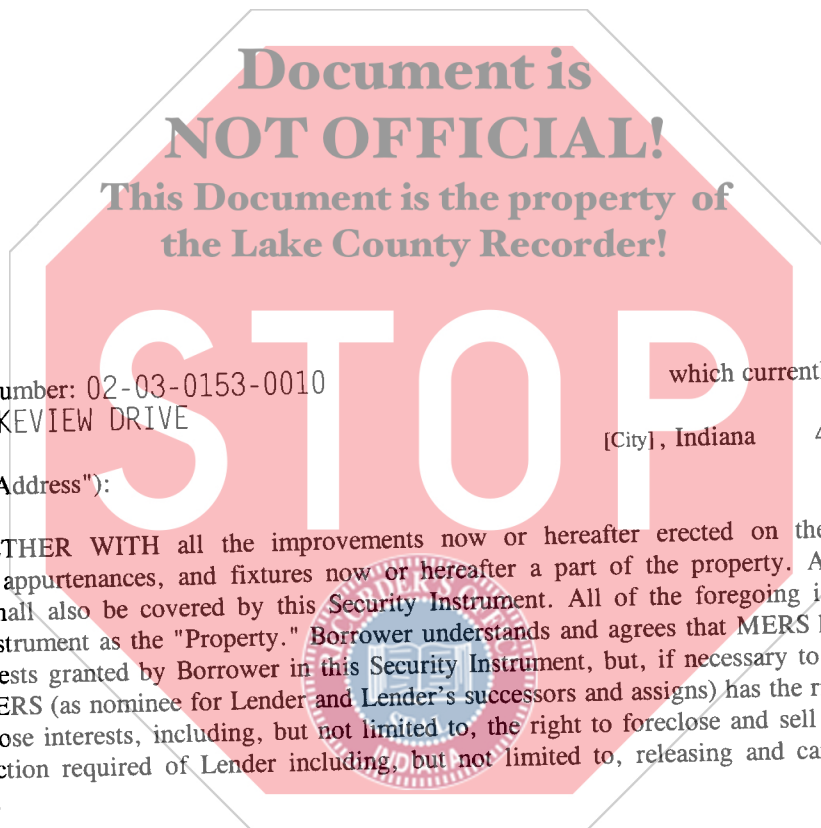 Document is
NOT OFFICIAL!
This Document is the property of
the Lake County Recorder!
STOP
umber: 02-03-0153-0010 which current
KEVIEW DRIVE
[City], Indiana 4
Address"):
THER WITH all the improvements now or hereafter erected on the
appurtenances, and fixtures now or hereafter a part of the property. A
hall also be covered by this Security Instrument. All of the foregoing i
strument as the "Property." Borrower understands and agrees that MERS
ests granted by Borrower in this Security Instrument, but, if necessary to
ERS (as nominee for Lender and Lender's successors and assigns) has the r
ose interests, including, but not limited to, the right to foreclose and sell
ction required of Lender including, but not limited to, releasing and ca
RECORDER'S OFFICE
SEAL
INDIANA